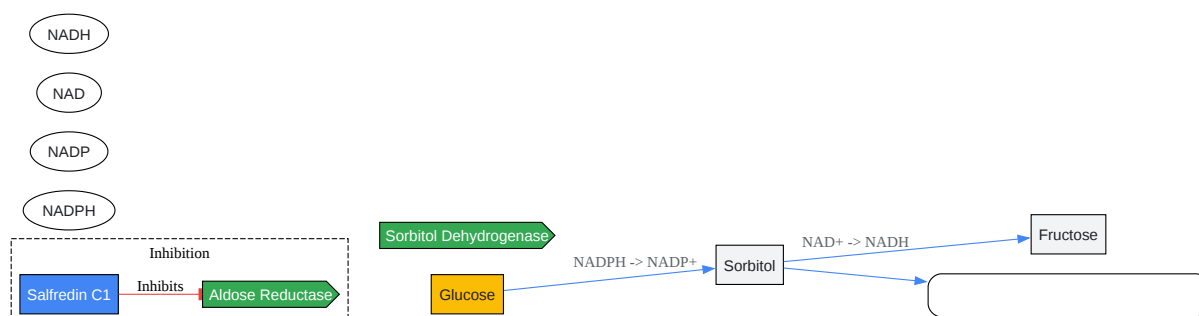 NADH
NAD
NADP
NADPH
Inhibition
Salfredin C1
Inhibits
Aldose Reductase
Sorbitol Dehydrogenase
Glucose
NADPH -> NADP+
Sorbitol
NAD+ -> NADH
Fructose